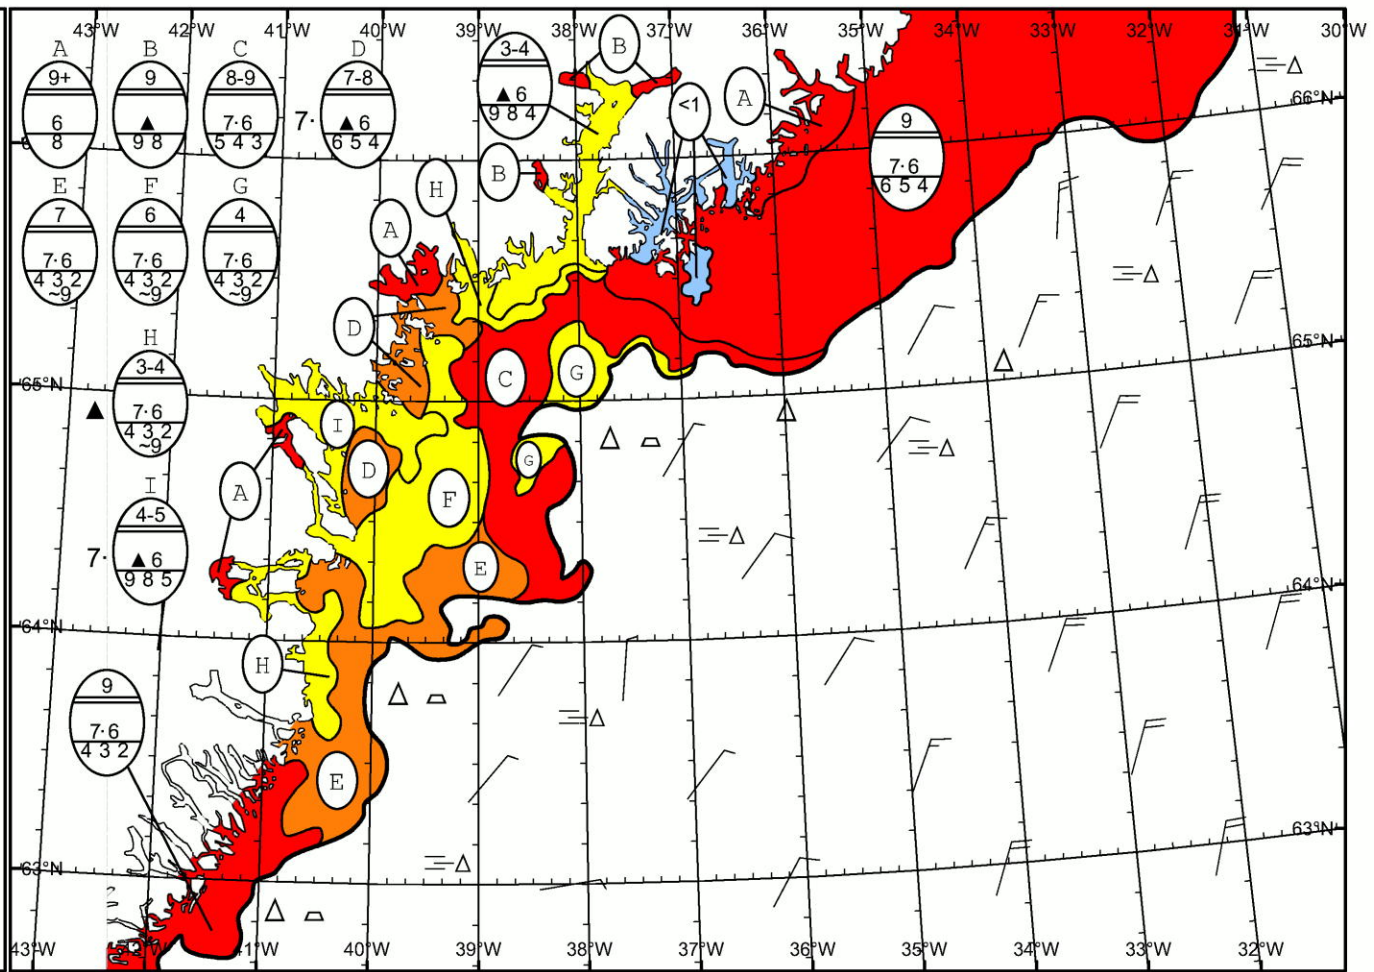 43°W 42°W 41°W 40°W 39°W 38°W 37°W 36°W 35°W 34°W 33°W 32°W 31°W 30°W
A B C D
9+ 9 8-9 7-8
6 ▲ 7·6 7· ▲6
8 9 8 5 4 3 6 5 4
E F G
7 6 4
7·6 7·6 7·6
4 3 2 4 3 2 4 3 2
~9 ~9 ~9
H
3-4
▲ 7·6
4 3 2
~9
I
4-5
7· ▲6
9 8 5
9
7·6
4 3 2
3-4
▲6
9 8 4
B
<1
A
9
7·6
6 5 4
B
H
A
D
C
G
I
D
G
A
F
E
H
E
66°N
65°N
65°N
64°N
64°N
63°N
63°N
43°W 42°W 41°W 40°W 39°W 38°W 37°W 36°W 35°W 34°W 33°W 32°W